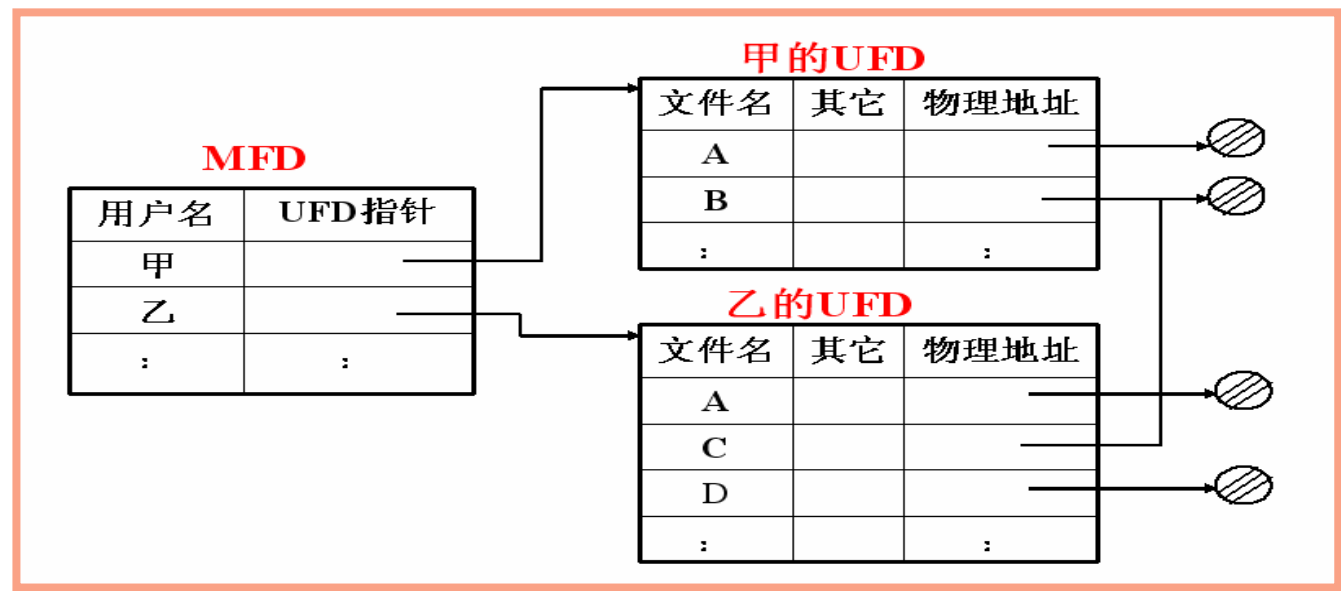 MFD
用户名 UFD指针
甲
乙
: :
甲的UFD
文件名 其它 物理地址
A
B
: :
乙的UFD
文件名 其它 物理地址
A
C
D
: :